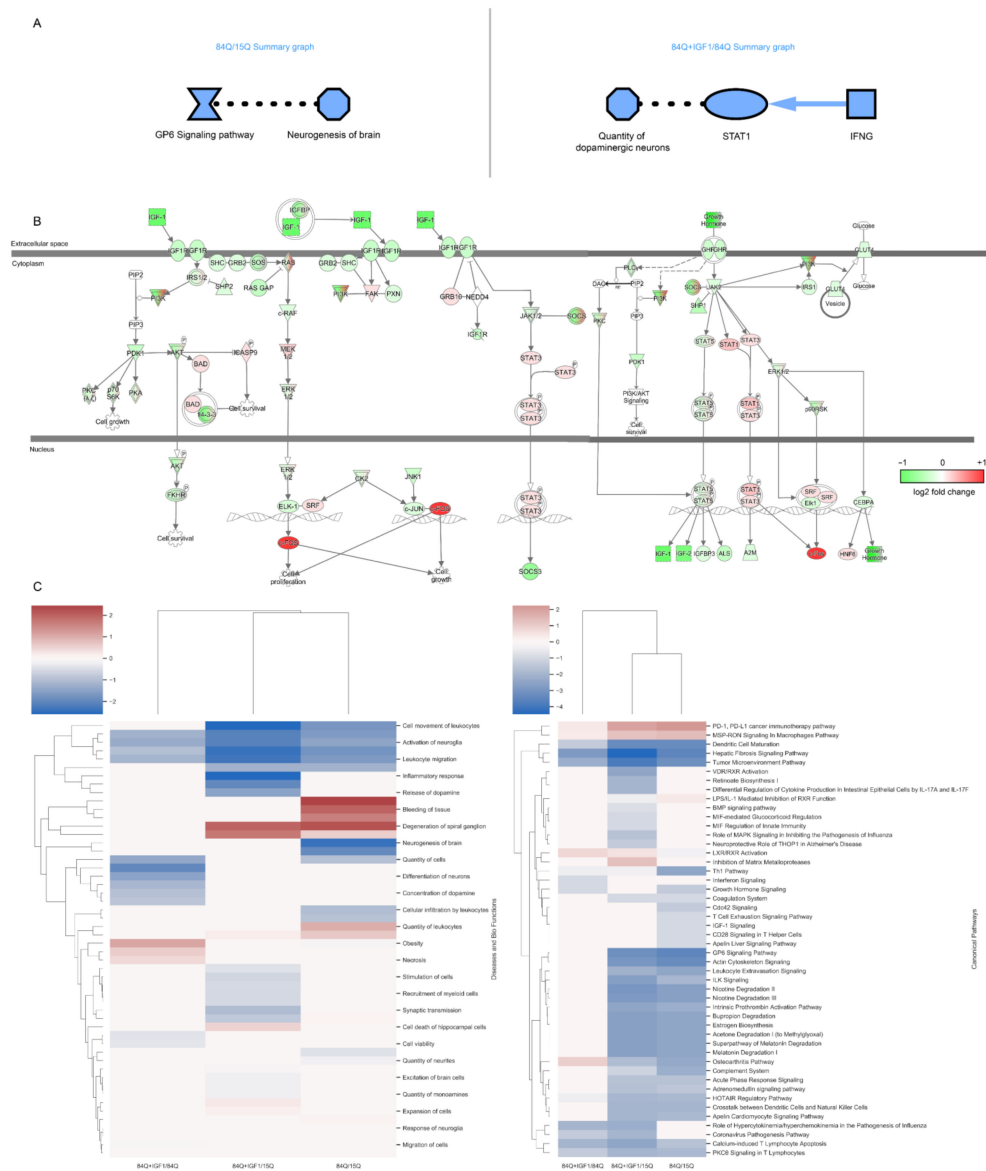 A
84Q/15Q Summary graph
84Q+IGF1/84Q Summary graph
GP6 Signaling pathway
Neurogenesis of brain
Quantity of
dopaminergic neurons
STAT1
IFNG
B
Extracellular space
Cytoplasm
Nucleus
IGF-1
IGFBP
IGF-1
IGF-1
IGF-1
Growth
Hormone
Glucose
IGF1R
IGF1R
IGF1R
IGF1R
IGF1R
IGF1R
GHR
GHR
GLUT4
SHC
GRB2
SOS
RAS
GRB2
SHC
PLCγ4
PIP2
IRS1/2
SHP2
RAS GAP
PI3K
FAK
PXN
GRB10
NEDD4
DAG
PIP2
PI3K
SOCS
JAK2
SHP1
IRS1
GLUT4
Glucose
Vesicle
PI3K
c-RAF
IGF1R
JAK1/2
SOCS
PKC
PIP3
PIP3
PDK1
AKT
BAD
CASP9
MEK
1/2
STAT3
STAT3
PDK1
STAT5
STAT1
STAT3
ERK1/2
p70
S6K
PKA
BAD
14-3-3
Cell survival
Cell growth
ERK
1/2
STAT3
STAT3
PI3K/AKT
Signaling
Cell
survival
STAT5
STAT5
STAT1
STAT3
p90RSK
AKT
FKHR
Cell survival
ERK
1/2
CK2
JNK1
ELK-1
SRF
c-JUN
STAT3
STAT3
STAT5
STAT5
STAT1
STAT3
SRF
SRF
Elk1
CEBPA
Cell
proliferation
Cell
growth
SOCS3
IGF-1
IGF-2
IGFBP3
ALS
A2M
HNF6
Growth
Hormone
−1 0 +1
log2 fold change
C
2
1
0
−1
−2
Cell movement of leukocytes
Activation of neuroglia
Leukocyte migration
Inflammatory response
Release of dopamine
Bleeding of tissue
Degeneration of spiral ganglion
Neurogenesis of brain
Quantity of cells
Differentiation of neurons
Concentration of dopamine
Cellular infiltration by leukocytes
Quantity of leukocytes
Obesity
Necrosis
Stimulation of cells
Recruitment of myeloid cells
Synaptic transmission
Cell death of hippocampal cells
Cell viability
Quantity of neurites
Excitation of brain cells
Quantity of monoamines
Expansion of cells
Response of neuroglia
Migration of cells
Diseases and Bio Functions
84Q+IGF1/84Q
84Q+IGF1/15Q
84Q/15Q
2
1
0
−1
−2
−3
−4
PD-1, PD-L1 cancer immunotherapy pathway
MSP-RON Signaling In Macrophages Pathway
Dendritic Cell Maturation
Hepatic Fibrosis Signaling Pathway
Tumor Microenvironment Pathway
VDR/RXR Activation
Retinoate Biosynthesis I
Differential Regulation of Cytokine Production in Intestinal Epithelial Cells by IL-17A and IL-17F
LPS/IL-1 Mediated Inhibition of RXR Function
BMP signaling pathway
MIF-mediated Glucocorticoid Regulation
MIF Regulation of Innate Immunity
Role of MAPK Signaling in Inhibiting the Pathogenesis of Influenza
Neuroprotective Role of THOP1 in Alzheimer's Disease
LXR/RXR Activation
Inhibition of Matrix Metalloproteases
Th1 Pathway
Interferon Signaling
Growth Hormone Signaling
Coagulation System
Cdc42 Signaling
T Cell Exhaustion Signaling Pathway
IGF-1 Signaling
CD28 Signaling in T Helper Cells
Apelin Liver Signaling Pathway
GP6 Signaling Pathway
Actin Cytoskeleton Signaling
Leukocyte Extravasation Signaling
ILK Signaling
Nicotine Degradation II
Nicotine Degradation III
Intrinsic Prothrombin Activation Pathway
Bupropion Degradation
Estrogen Biosynthesis
Acetone Degradation I (to Methylglyoxal)
Superpathway of Melatonin Degradation
Melatonin Degradation I
Osteoarthritis Pathway
Complement System
Acute Phase Response Signaling
Adrenomedullin signaling pathway
HOTAIR Regulatory Pathway
Crosstalk between Dendritic Cells and Natural Killer Cells
Apelin Cardiomyocyte Signaling Pathway
Role of Hypercytokinemia/hyperchemokinemia in the Pathogenesis of Influenza
Coronavirus Pathogenesis Pathway
Calcium-induced T Lymphocyte Apoptosis
PKCθ Signaling in T Lymphocytes
Canonical Pathways
84Q+IGF1/84Q
84Q+IGF1/15Q
84Q/15Q